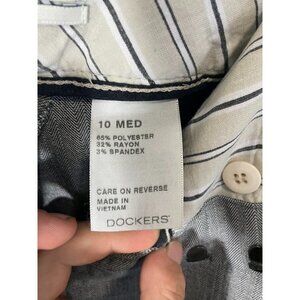 10 MED
65% POLYESTER
32% RAYON
3% SPANDEX
CARE ON REVERSE
MADE IN
VIETNAM
DOCKERS®